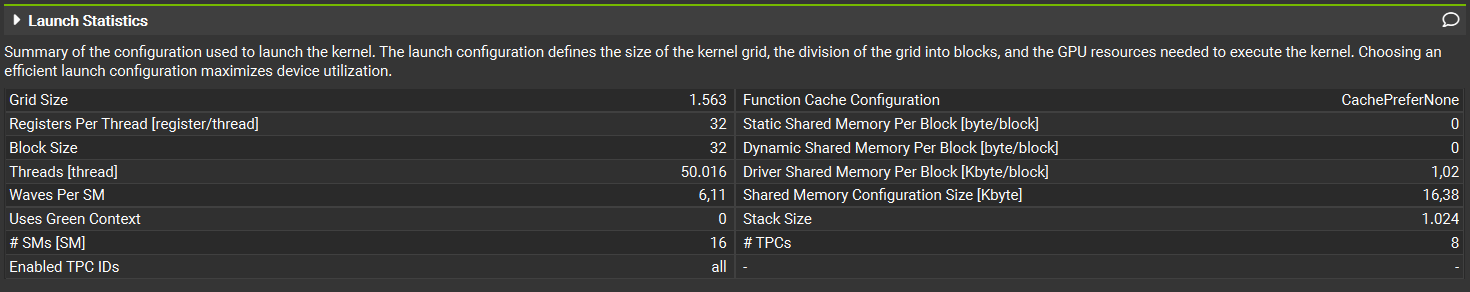 Launch Statistics
Summary of the configuration used to launch the kernel. The launch configuration defines the size of the kernel grid, the division of the grid into blocks, and the GPU resources needed to execute the kernel. Choosing an
efficient launch configuration maximizes device utilization.
Grid Size 1.563 Function Cache Configuration CachePreferNone
Registers Per Thread [register/thread] 32 Static Shared Memory Per Block [byte/block] 0
Block Size 32 Dynamic Shared Memory Per Block [byte/block] 0
Threads [thread] 50.016 Driver Shared Memory Per Block [Kbyte/block] 1,02
Waves Per SM 6,11 Shared Memory Configuration Size [Kbyte] 16,38
Uses Green Context 0 Stack Size 1.024
# SMs [SM] 16 # TPCs 8
Enabled TPC IDs all - -